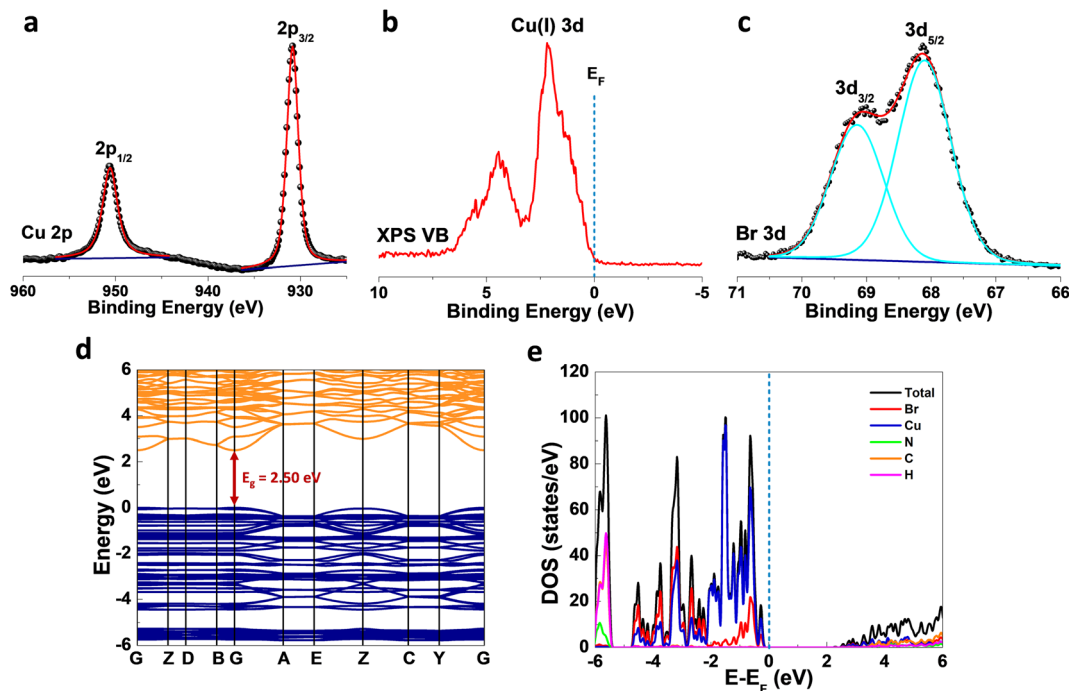 a
2p3/2
2p1/2
Cu 2p
960 950 940 930
Binding Energy (eV)
b
Cu(I) 3d
EF
XPS VB
10 5 0 -5
Binding Energy (eV)
c
3d5/2
3d3/2
Br 3d
71 70 69 68 67 66
Binding Energy (eV)
d
6
4
2
0
-2
-4
-6
Energy (eV)
Eg = 2.50 eV
G Z D B G A E Z C Y G
e
120
100
80
60
40
20
0
DOS (states/eV)
Total
Br
Cu
N
C
H
-6 -4 -2 0 2 4 6
E-EF (eV)